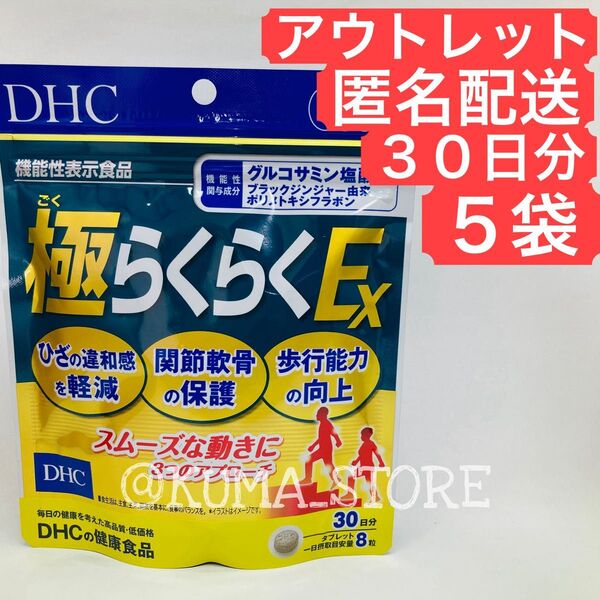 アウトレット
匿名配送
３０日分
５袋
DHC
機能性表示食品
機能性
関与成分
グルコサミン塩酸
ブラックジンジャー由来
ポリメトキシフラボン
ごく
極らくらくEx
ひざの違和感
を軽減
関節軟骨
の保護
歩行能力
の向上
スムーズな動きに
3つのアプローチ
DHC
@KUMA_STORE
毎日の健康を考えた高品質・低価格
DHCの健康食品
30日分
タブレット
一日摂取目安量 8粒